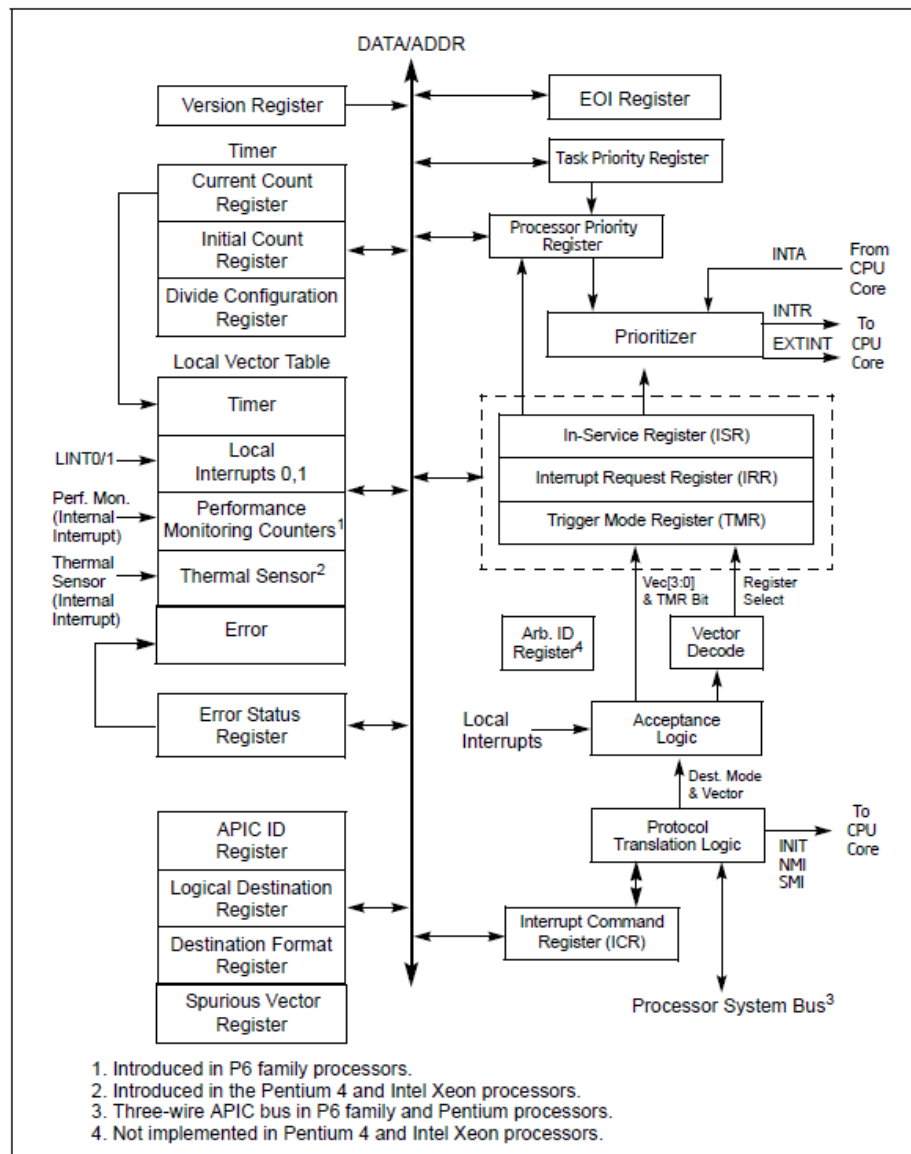 DATA/ADDR
Version Register
EOI Register
Timer
Task Priority Register
Current Count
Register
Initial Count
Register
Divide Configuration
Register
Processor Priority
Register
INTA
From
CPU
Core
Prioritizer
INTR
EXTINT
To
CPU
Core
Local Vector Table
Timer
LINT0/1
Local
Interrupts 0,1
Perf. Mon.
(Internal
Interrupt)
Performance
Monitoring Counters1
Thermal
Sensor
(Internal
Interrupt)
Thermal Sensor2
Error
In-Service Register (ISR)
Interrupt Request Register (IRR)
Trigger Mode Register (TMR)
Vec[3:0]
& TMR Bit
Register
Select
Arb. ID
Register4
Vector
Decode
Error Status
Register
Local
Interrupts
Acceptance
Logic
Dest. Mode
& Vector
APIC ID
Register
Logical Destination
Register
Destination Format
Register
Spurious Vector
Register
Protocol
Translation Logic
INIT
NMI
SMI
To
CPU
Core
Interrupt Command
Register (ICR)
Processor System Bus3
1. Introduced in P6 family processors.
2. Introduced in the Pentium 4 and Intel Xeon processors.
3. Three-wire APIC bus in P6 family and Pentium processors.
4. Not implemented in Pentium 4 and Intel Xeon processors.